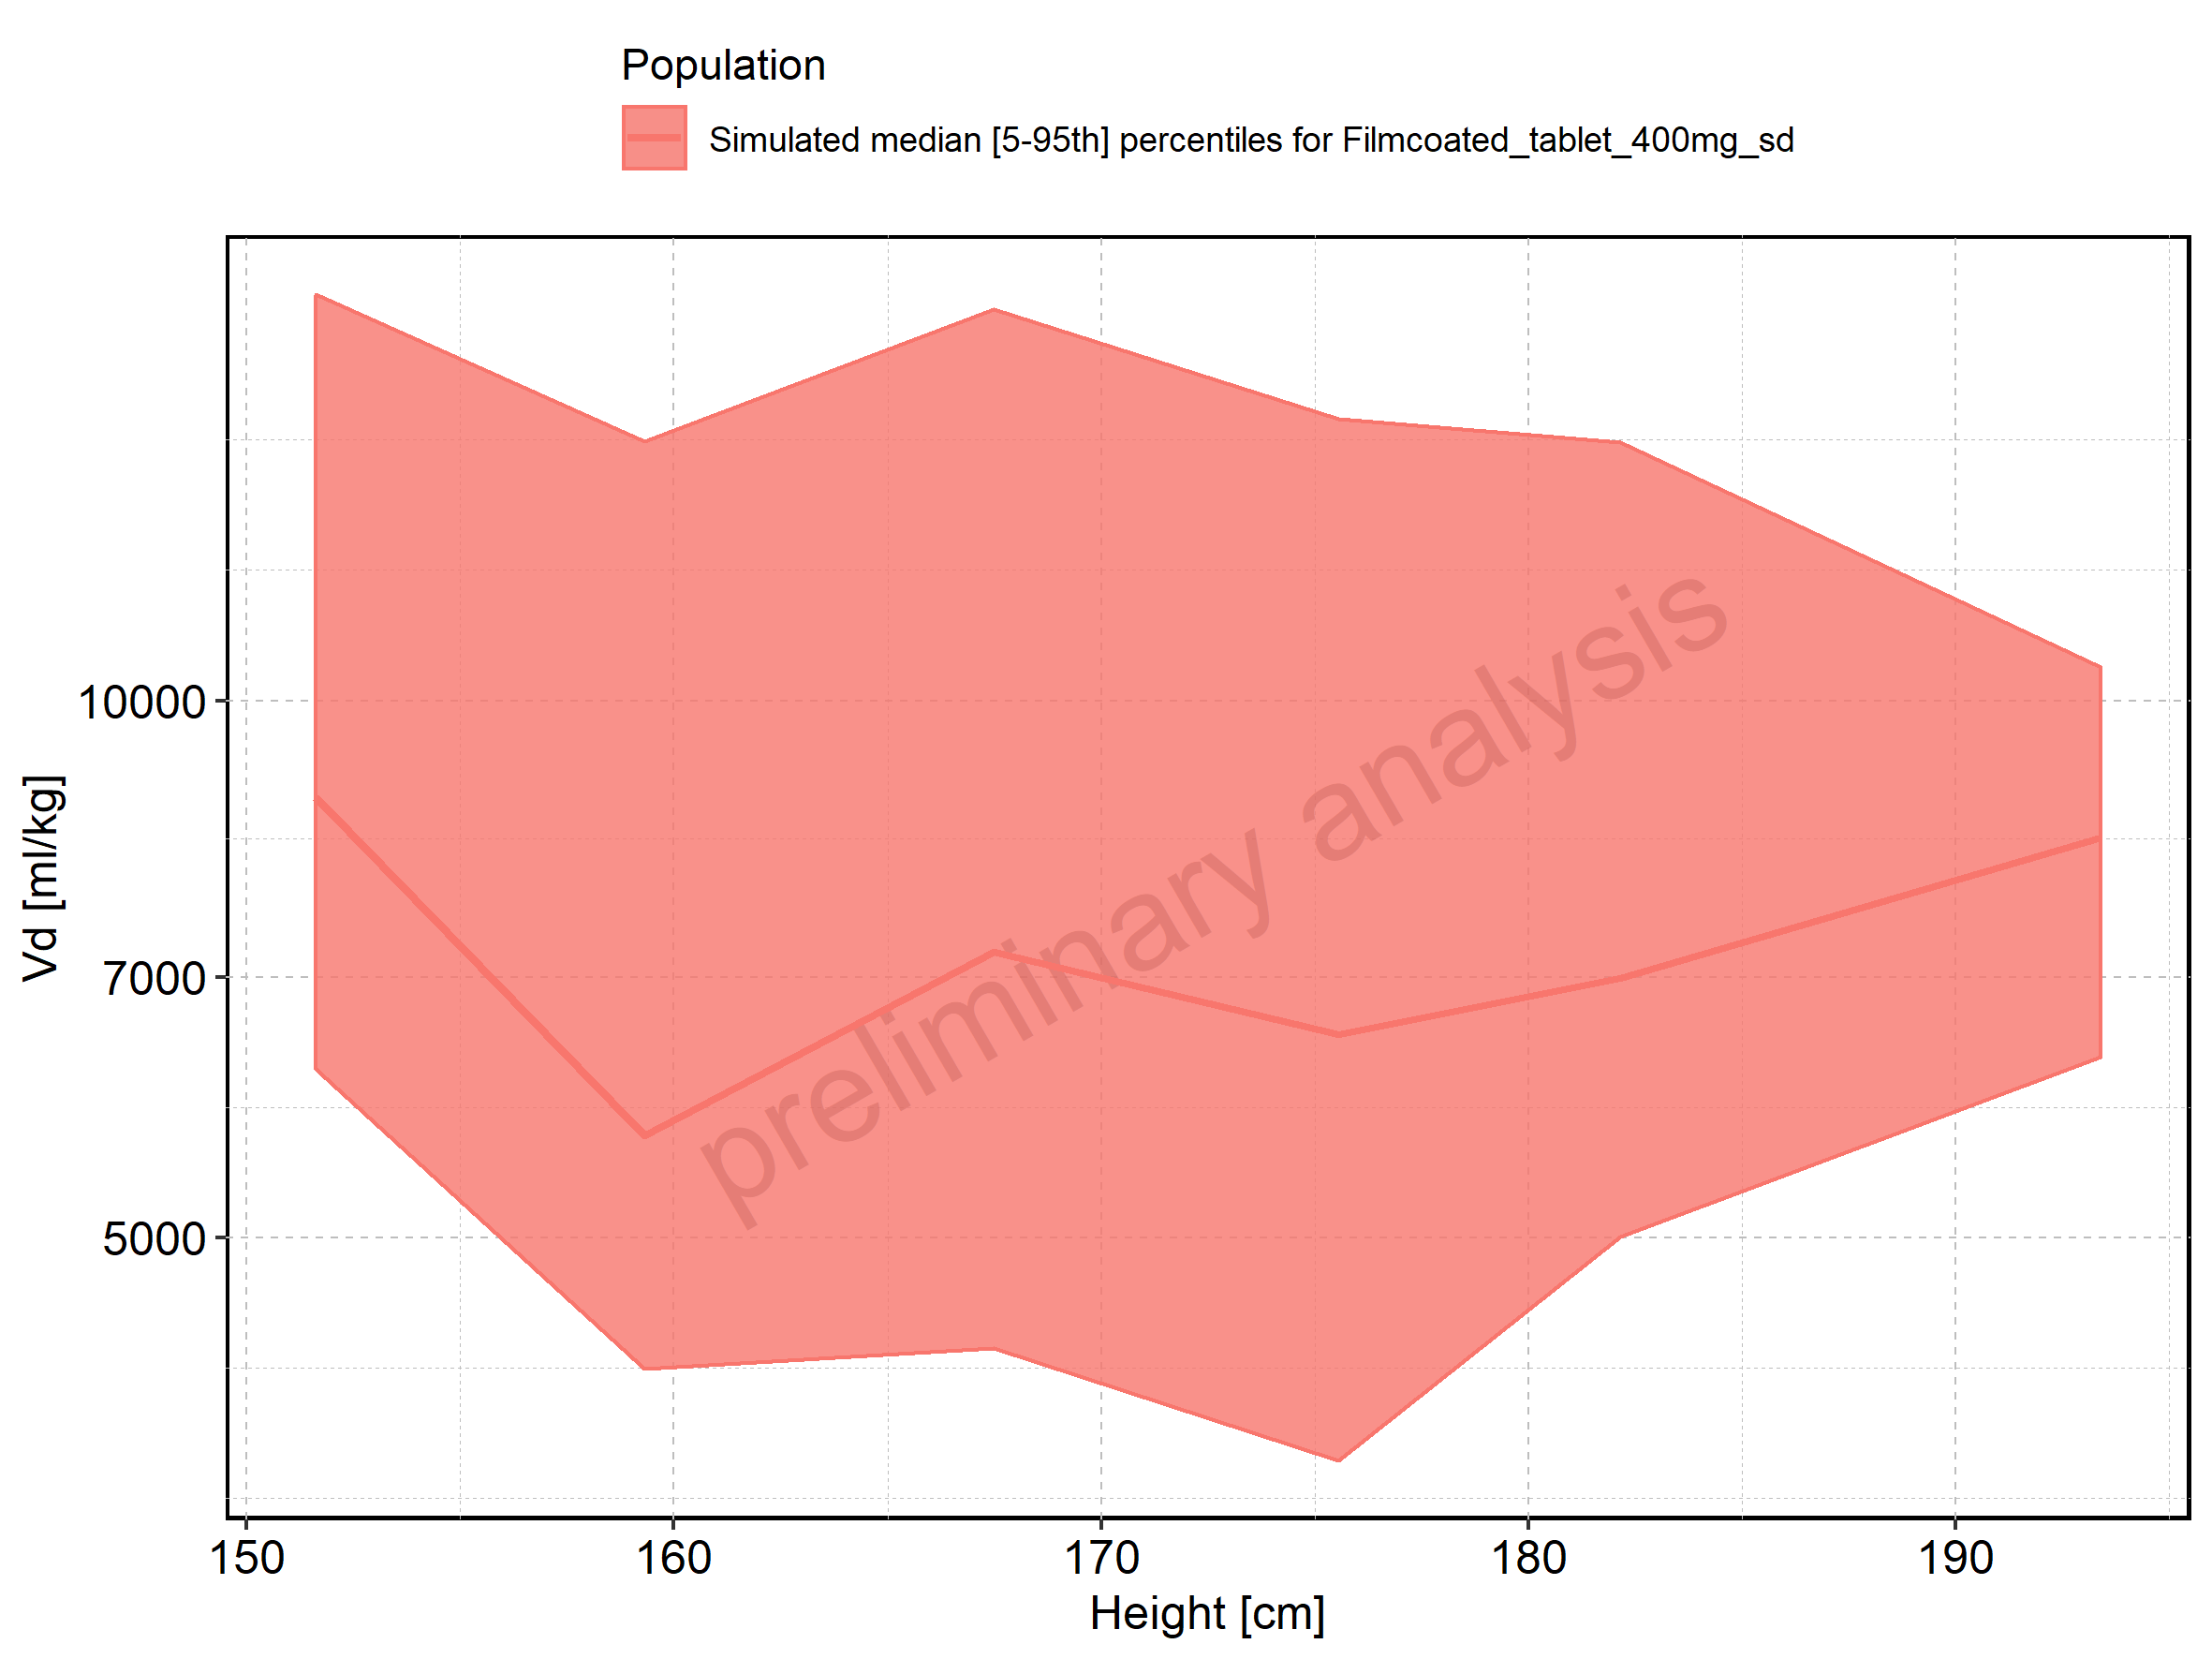 Population
Simulated median [5-95th] percentiles for Filmcoated_tablet_400mg_sd
10000
7000
5000
Vd [ml/kg]
preliminary analysis
150 160 170 180 190
Height [cm]